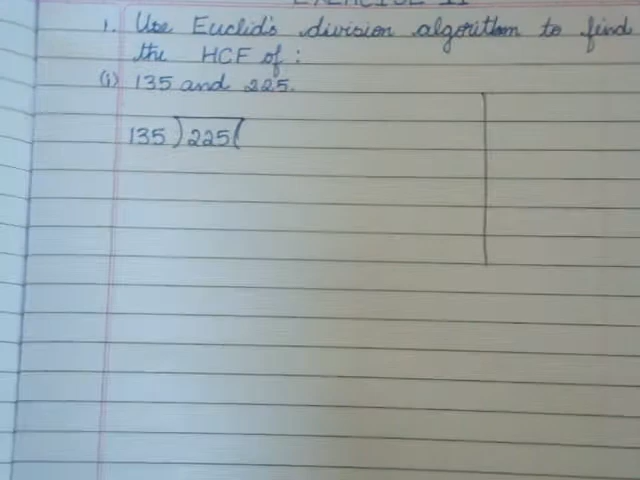 1. Use Euclid's division algorithm to find
the HCF of :
(i) 135 and 225.
135)225(